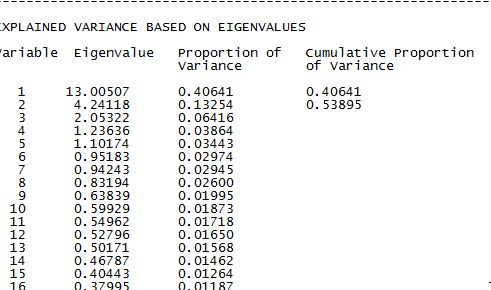 EXPLAINED VARIANCE BASED ON EIGENVALUES
Variable Eigenvalue Proportion of Cumulative Proportion
Variance of Variance
1 13.00507 0.40641 0.40641
2 4.24118 0.13254 0.53895
3 2.05322 0.06416
4 1.23636 0.03864
5 1.10174 0.03443
6 0.95183 0.02974
7 0.94243 0.02945
8 0.83194 0.02600
9 0.63839 0.01995
10 0.59929 0.01873
11 0.54962 0.01718
12 0.52796 0.01650
13 0.50171 0.01568
14 0.46787 0.01462
15 0.40443 0.01264
16 0.37995 0.01187